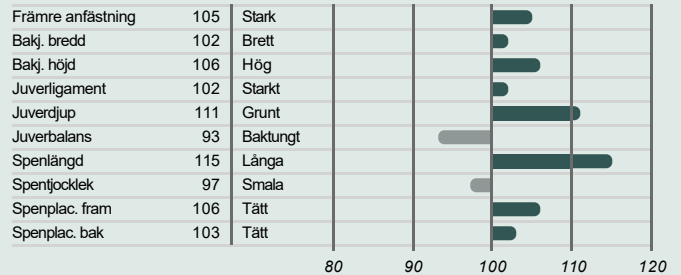 Främre anfästning 105 Stark
Bakj. bredd 102 Brett
Bakj. höjd 106 Hög
Juverligament 102 Starkt
Juverdjup 111 Grunt
Juverbalans 93 Baktungt
Spenlängd 115 Långa
Spentjocklek 97 Smala
Spenplac. fram 106 Tätt
Spenplac. bak 103 Tätt
80 90 100 110 120